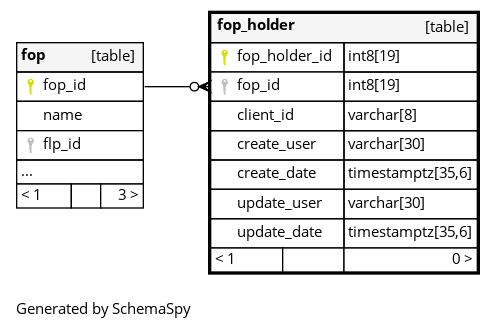 fop [table]
fop_id
name
flp_id
...
< 1 3 >
fop_holder [table]
fop_holder_id int8[19]
fop_id int8[19]
client_id varchar[8]
create_user varchar[30]
create_date timestamptz[35,6]
update_user varchar[30]
update_date timestamptz[35,6]
< 1 0 >
Generated by SchemaSpy